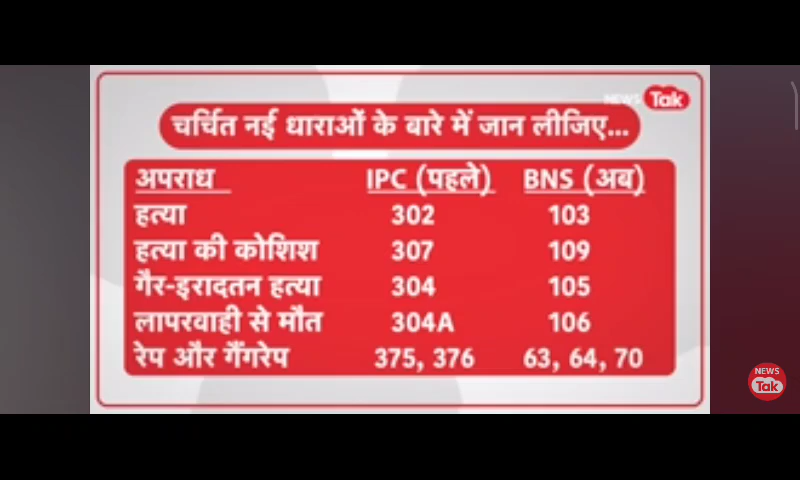 NEWS Tak
चर्चित नई धाराओं के बारे में जान लीजिए...
अपराध IPC (पहले) BNS (अब)
हत्या 302 103
हत्या की कोशिश 307 109
गैर-इरादतन हत्या 304 105
लापरवाही से मौत 304A 106
रेप और गैंगरेप 375, 376 63, 64, 70
NEWS
Tak